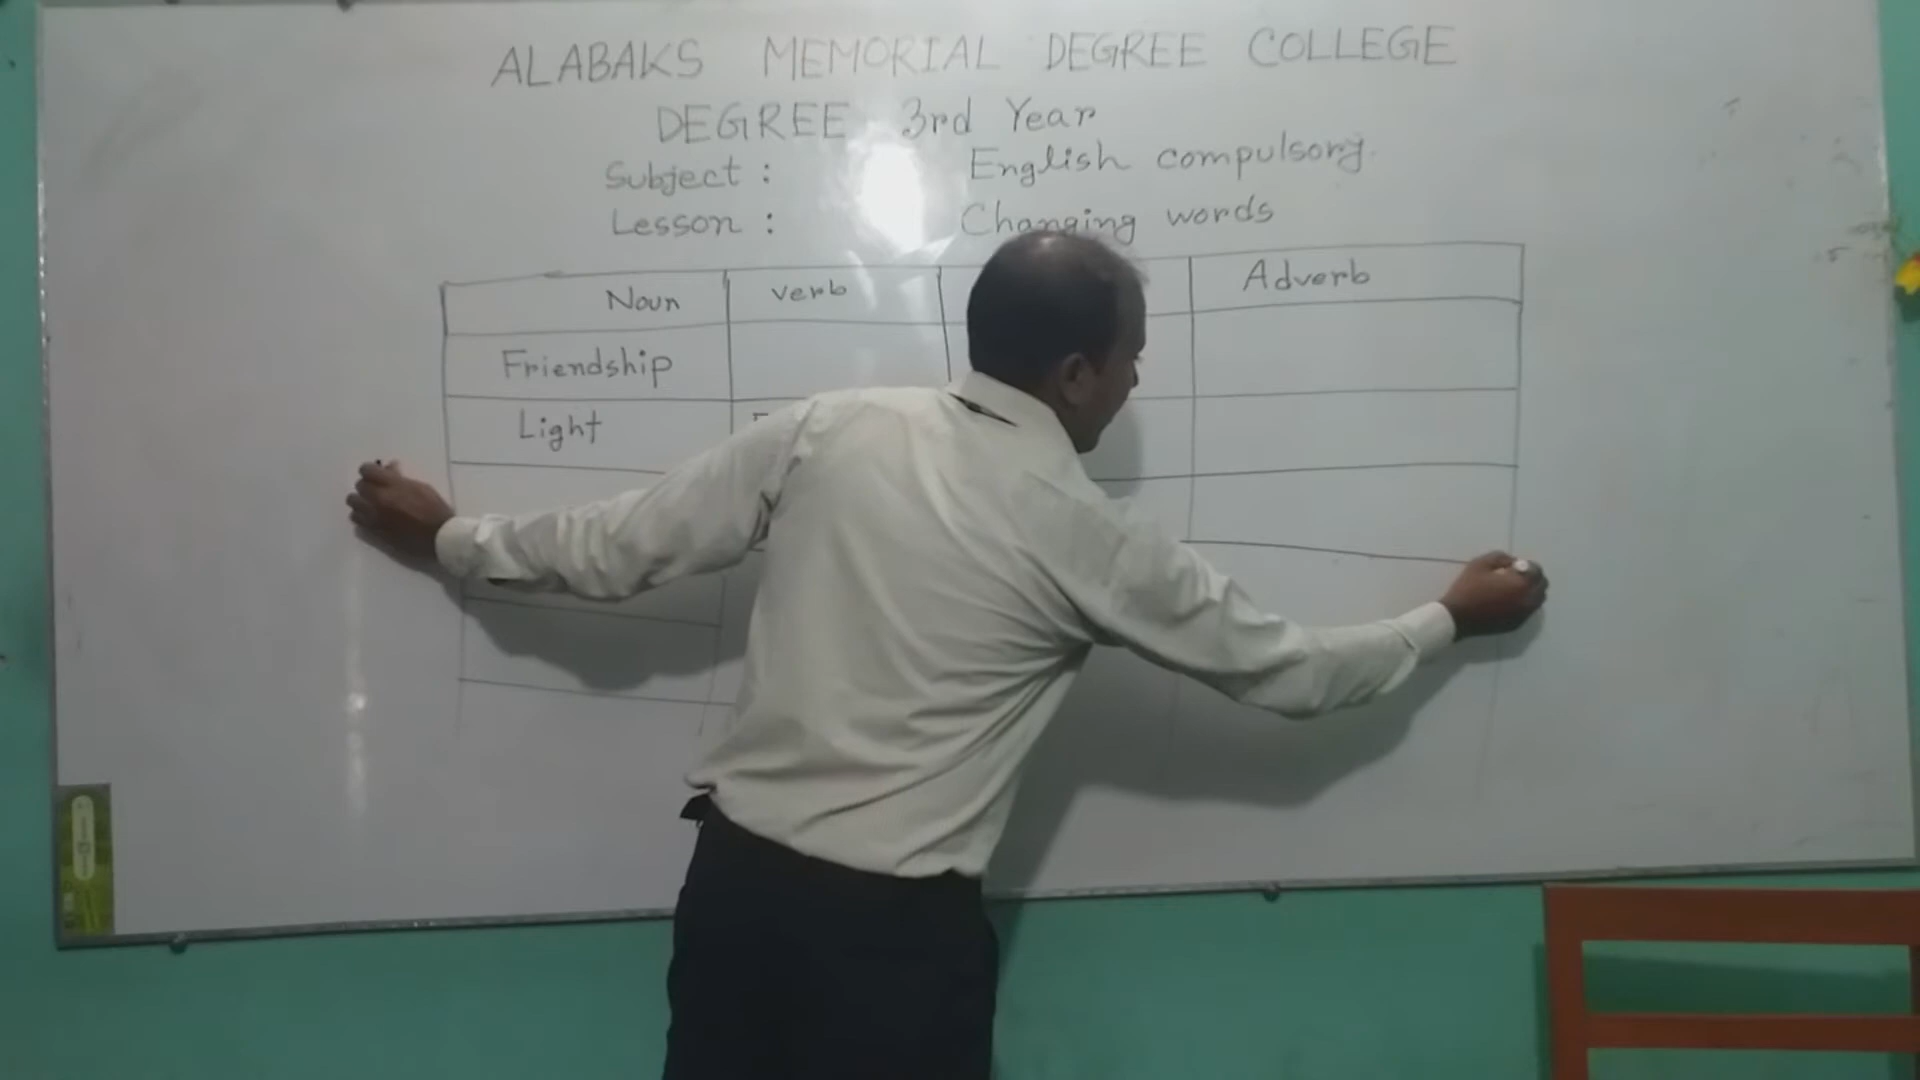 ALABAKS MEMORIAL DEGREE COLLEGE
DEGREE 3rd Year
Subject : English compulsory.
Lesson : Changing words
Noun verb Adverb
Friendship
Light